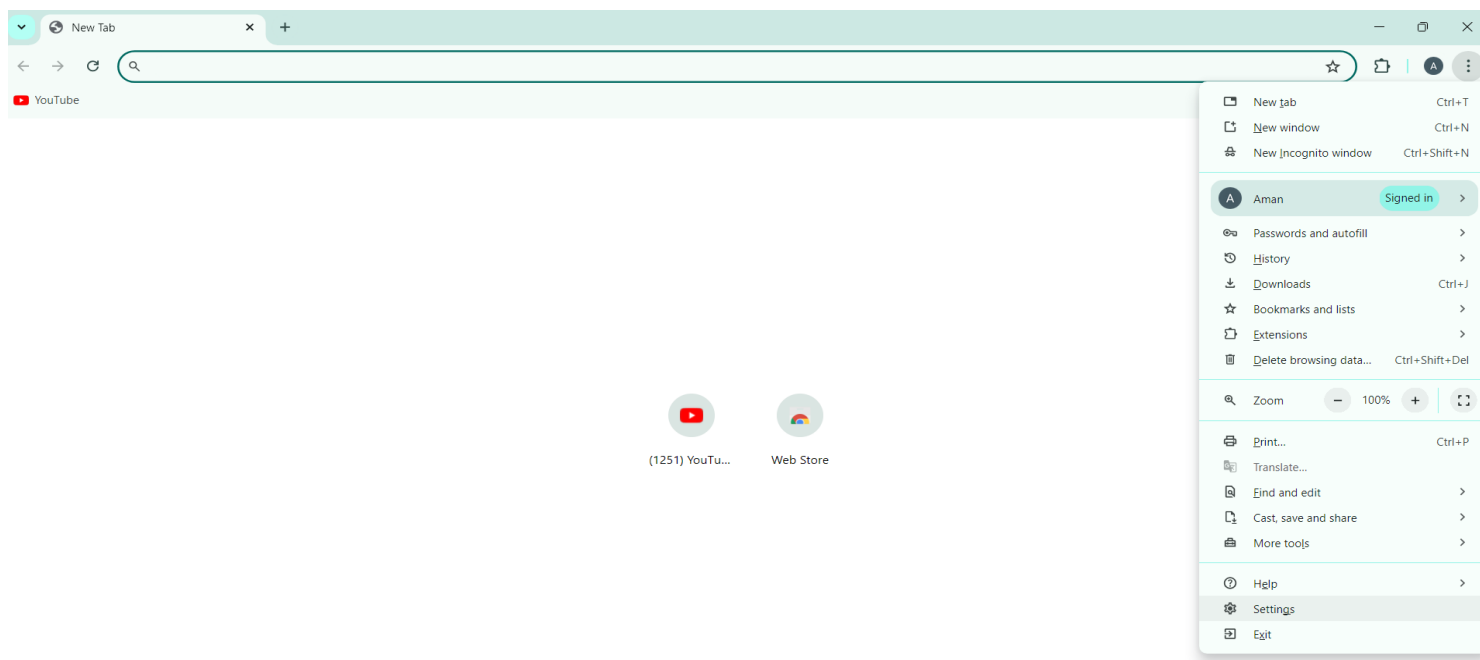 New Tab
YouTube
New tab Ctrl+T
New window Ctrl+N
New Incognito window Ctrl+Shift+N
A Aman Signed in
Passwords and autofill
History
Downloads Ctrl+J
Bookmarks and lists
Extensions
Delete browsing data... Ctrl+Shift+Del
Zoom − 100% +
Print... Ctrl+P
Translate...
Find and edit
Cast, save and share
More tools
Help
Settings
Exit
A
(1251) YouTu... Web Store